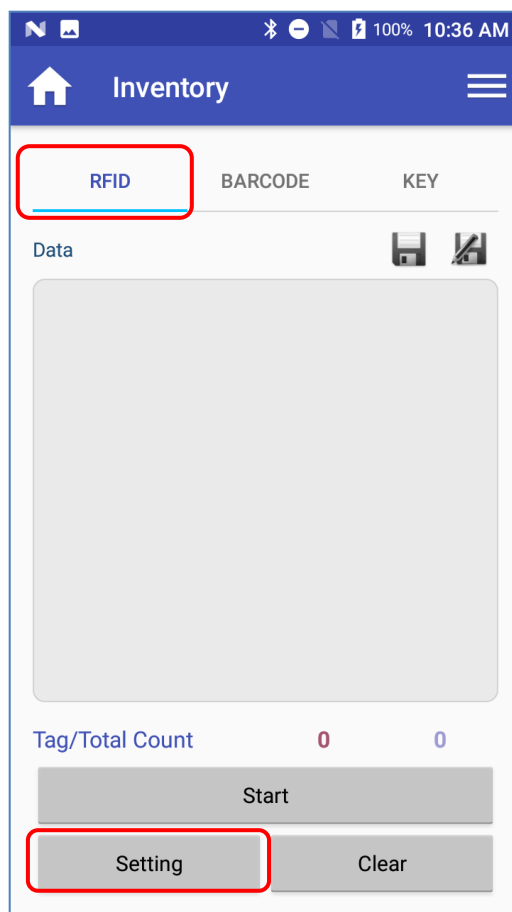 100% 10:36 AM
Inventory
RFID BARCODE KEY
Data
Tag/Total Count 0 0
Start
Setting Clear